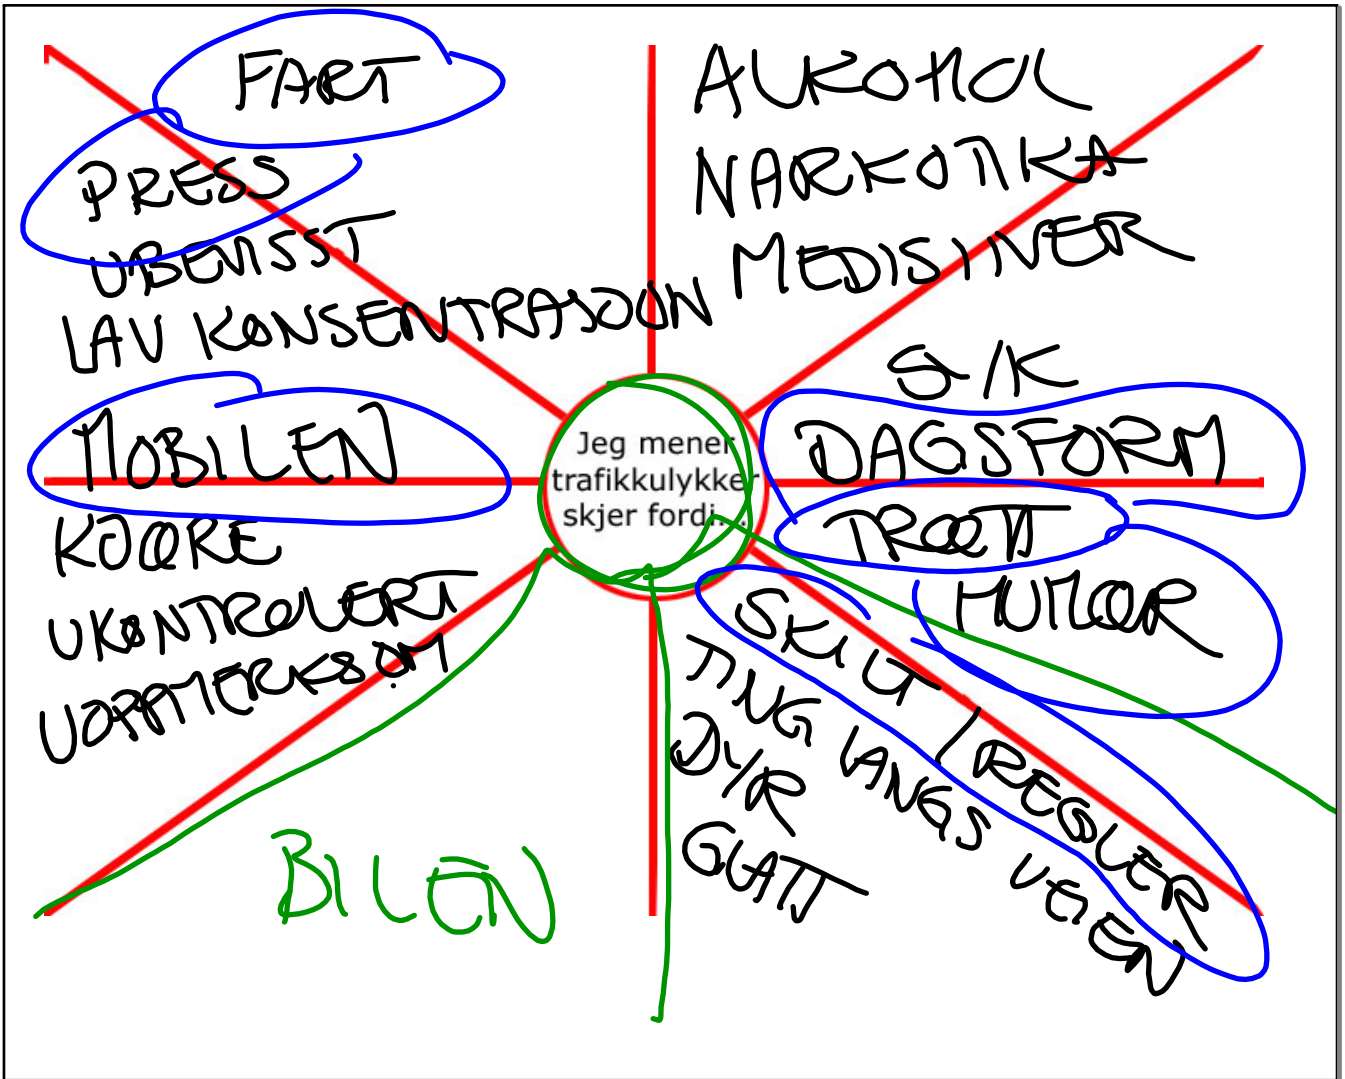 FART
PRESS
UBEVISST
LAV KONSENTRASJON
MOBILEN
KJØRE
UKONTROLERT
UOPPMERKSOM
ALKOHOL
NARKOTIKA
MEDISINER
SYK
DAGSFORM
TRØTT
HUMØR
Jeg mener
trafikkulykker
skjer fordi...
SKILT / REGLER
TING LANGS VEIEN
DYR
GLATT
BILEN